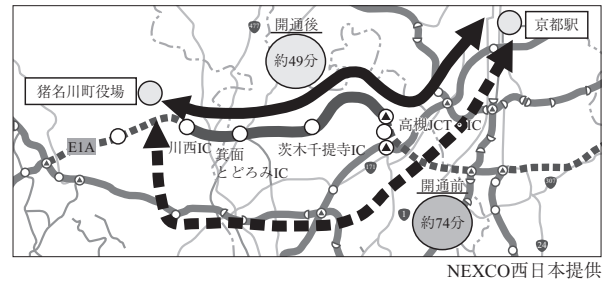 開通後
約49分
京都駅
猪名川町役場
E1A
川西IC
箕面
とどろみIC
茨木千提寺IC
高槻JCT・IC
171
開通前
約74分
1
24
NEXCO西日本提供